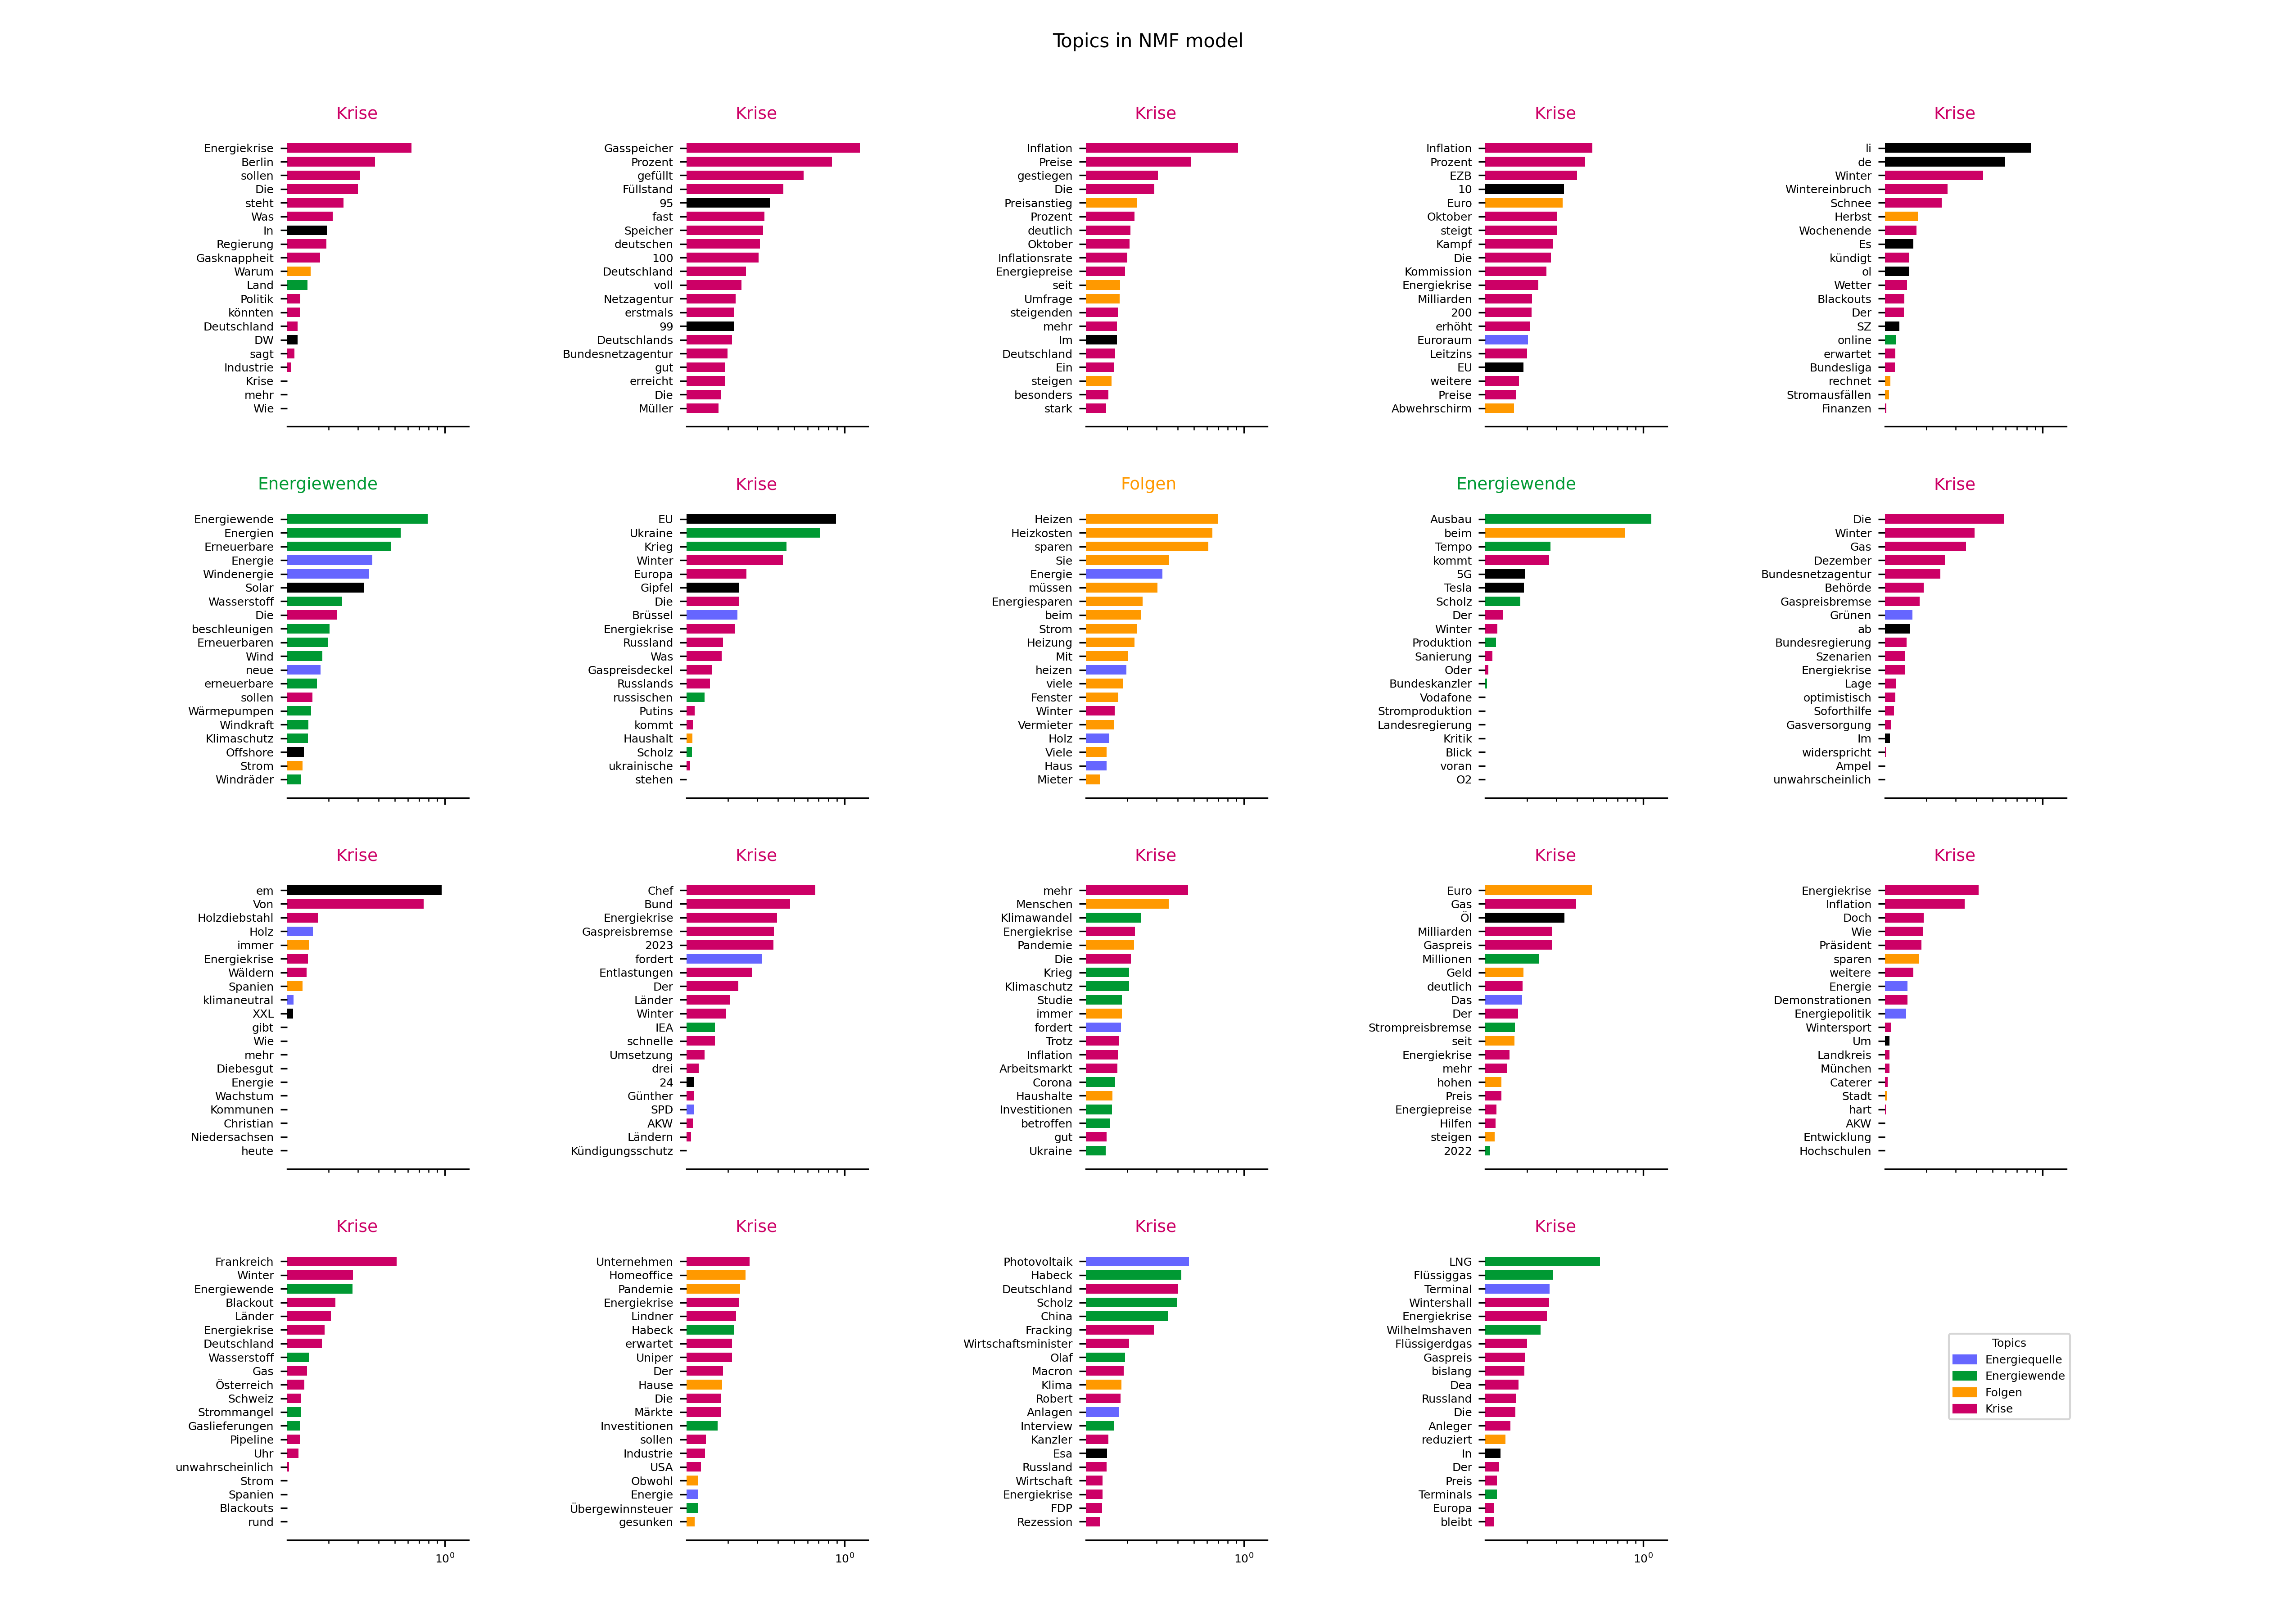 Topics in NMF model
Krise
Energiekrise
Berlin
sollen
Die
steht
Was
In
Regierung
Gasknappheit
Warum
Land
Politik
könnten
Deutschland
DW
sagt
Industrie
Krise
mehr
Wie
Krise
Gasspeicher
Prozent
gefüllt
Füllstand
95
fast
Speicher
deutschen
100
Deutschland
voll
Netzagentur
erstmals
99
Deutschlands
Bundesnetzagentur
gut
erreicht
Die
Müller
Krise
Inflation
Preise
gestiegen
Die
Preisanstieg
Prozent
deutlich
Oktober
Inflationsrate
Energiepreise
seit
Umfrage
steigenden
mehr
Im
Deutschland
Ein
steigen
besonders
stark
Krise
Inflation
Prozent
EZB
10
Euro
Oktober
steigt
Kampf
Die
Kommission
Energiekrise
Milliarden
200
erhöht
Euroraum
Leitzins
EU
weitere
Preise
Abwehrschirm
Krise
li
de
Winter
Wintereinbruch
Schnee
Herbst
Wochenende
Es
kündigt
ol
Wetter
Blackouts
Der
SZ
online
erwartet
Bundesliga
rechnet
Stromausfällen
Finanzen
Energiewende
Energiewende
Energien
Erneuerbare
Energie
Windenergie
Solar
Wasserstoff
Die
beschleunigen
Erneuerbaren
Wind
neue
erneuerbare
sollen
Wärmepumpen
Windkraft
Klimaschutz
Offshore
Strom
Windräder
Krise
EU
Ukraine
Krieg
Winter
Europa
Gipfel
Die
Brüssel
Energiekrise
Russland
Was
Gaspreisdeckel
Russlands
russischen
Putins
kommt
Haushalt
Scholz
ukrainische
stehen
Folgen
Heizen
Heizkosten
sparen
Sie
Energie
müssen
Energiesparen
beim
Strom
Heizung
Mit
heizen
viele
Fenster
Winter
Vermieter
Holz
Viele
Haus
Mieter
Energiewende
Ausbau
beim
Tempo
kommt
5G
Tesla
Scholz
Der
Winter
Produktion
Sanierung
Oder
Bundeskanzler
Vodafone
Stromproduktion
Landesregierung
Kritik
Blick
voran
O2
Krise
Die
Winter
Gas
Dezember
Bundesnetzagentur
Behörde
Gaspreisbremse
Grünen
ab
Bundesregierung
Szenarien
Energiekrise
Lage
optimistisch
Soforthilfe
Gasversorgung
Im
widerspricht
Ampel
unwahrscheinlich
Krise
em
Von
Holzdiebstahl
Holz
immer
Energiekrise
Wäldern
Spanien
klimaneutral
XXL
gibt
Wie
mehr
Diebesgut
Energie
Wachstum
Kommunen
Christian
Niedersachsen
heute
Krise
Chef
Bund
Energiekrise
Gaspreisbremse
2023
fordert
Entlastungen
Der
Länder
Winter
IEA
schnelle
Umsetzung
drei
24
Günther
SPD
AKW
Ländern
Kündigungsschutz
Krise
mehr
Menschen
Klimawandel
Energiekrise
Pandemie
Die
Krieg
Klimaschutz
Studie
immer
fordert
Trotz
Inflation
Arbeitsmarkt
Corona
Haushalte
Investitionen
betroffen
gut
Ukraine
Krise
Euro
Gas
Öl
Milliarden
Gaspreis
Millionen
Geld
deutlich
Das
Der
Strompreisbremse
seit
Energiekrise
mehr
hohen
Preis
Energiepreise
Hilfen
steigen
2022
Krise
Energiekrise
Inflation
Doch
Wie
Präsident
sparen
weitere
Energie
Demonstrationen
Energiepolitik
Wintersport
Um
Landkreis
München
Caterer
Stadt
hart
AKW
Entwicklung
Hochschulen
Krise
Frankreich
Winter
Energiewende
Blackout
Länder
Energiekrise
Deutschland
Wasserstoff
Gas
Österreich
Schweiz
Strommangel
Gaslieferungen
Pipeline
Uhr
unwahrscheinlich
Strom
Spanien
Blackouts
rund
10⁰
Krise
Unternehmen
Homeoffice
Pandemie
Energiekrise
Lindner
Habeck
erwartet
Uniper
Der
Hause
Die
Märkte
Investitionen
sollen
Industrie
USA
Obwohl
Energie
Übergewinnsteuer
gesunken
10⁰
Krise
Photovoltaik
Habeck
Deutschland
Scholz
China
Fracking
Wirtschaftsminister
Olaf
Macron
Klima
Robert
Anlagen
Interview
Kanzler
Esa
Russland
Wirtschaft
Energiekrise
FDP
Rezession
10⁰
Krise
LNG
Flüssiggas
Terminal
Wintershall
Energiekrise
Wilhelmshaven
Flüssigerdgas
Gaspreis
bislang
Dea
Russland
Die
Anleger
reduziert
In
Der
Preis
Terminals
Europa
bleibt
10⁰
Topics
Energiequelle
Energiewende
Folgen
Krise